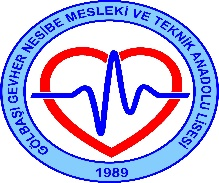 GÖLBAŞI GEVHER NESİBE MESLEKİ VE TEKNİK ANADOLU LİSESİ
1989